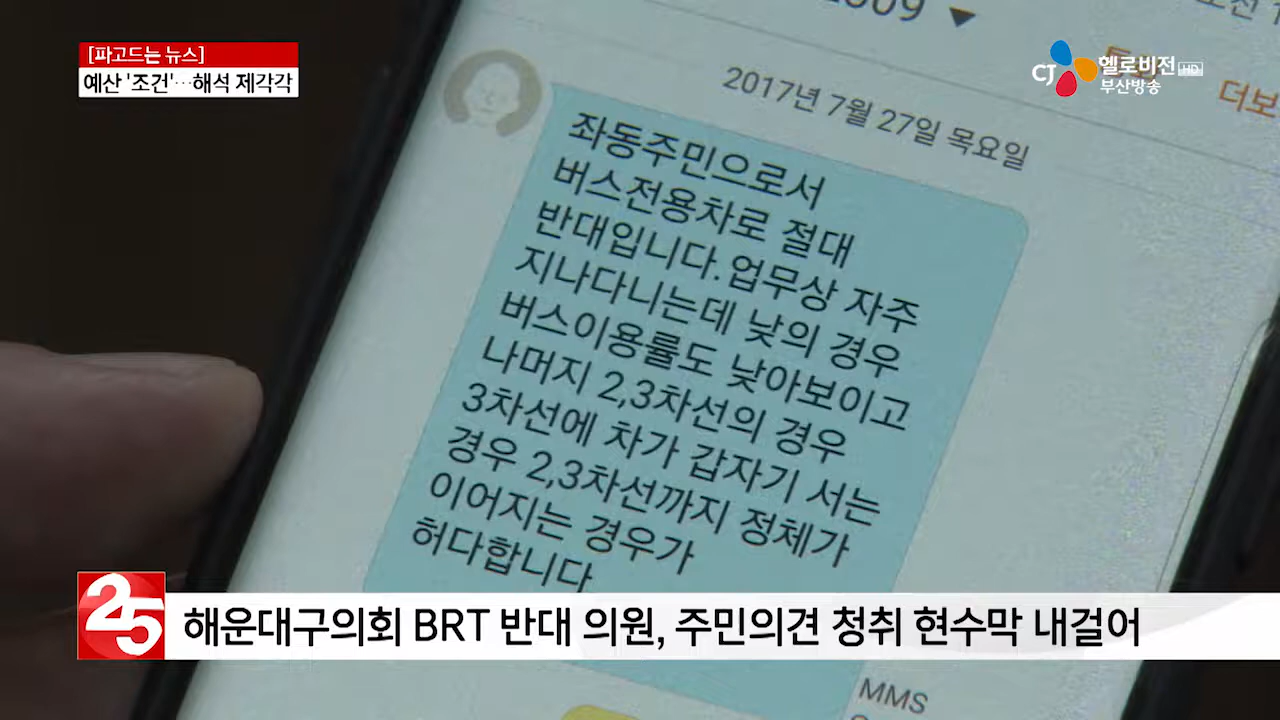 [파고드는 뉴스]
예산 '조건'…해석 제각각
CJ 헬로비전 HD
부산방송
더보
2017년 7월 27일 목요일
좌동주민으로서
버스전용차로 절대
반대입니다.업무상 자주
지나다니는데 낮의 경우
버스이용률도 낮아보이고
나머지 2,3차선의 경우
3차선에 차가 갑자기 서는
경우 2,3차선까지 정체가
이어지는 경우가
허다합니다
25 해운대구의회 BRT 반대 의원, 주민의견 청취 현수막 내걸어
MMS